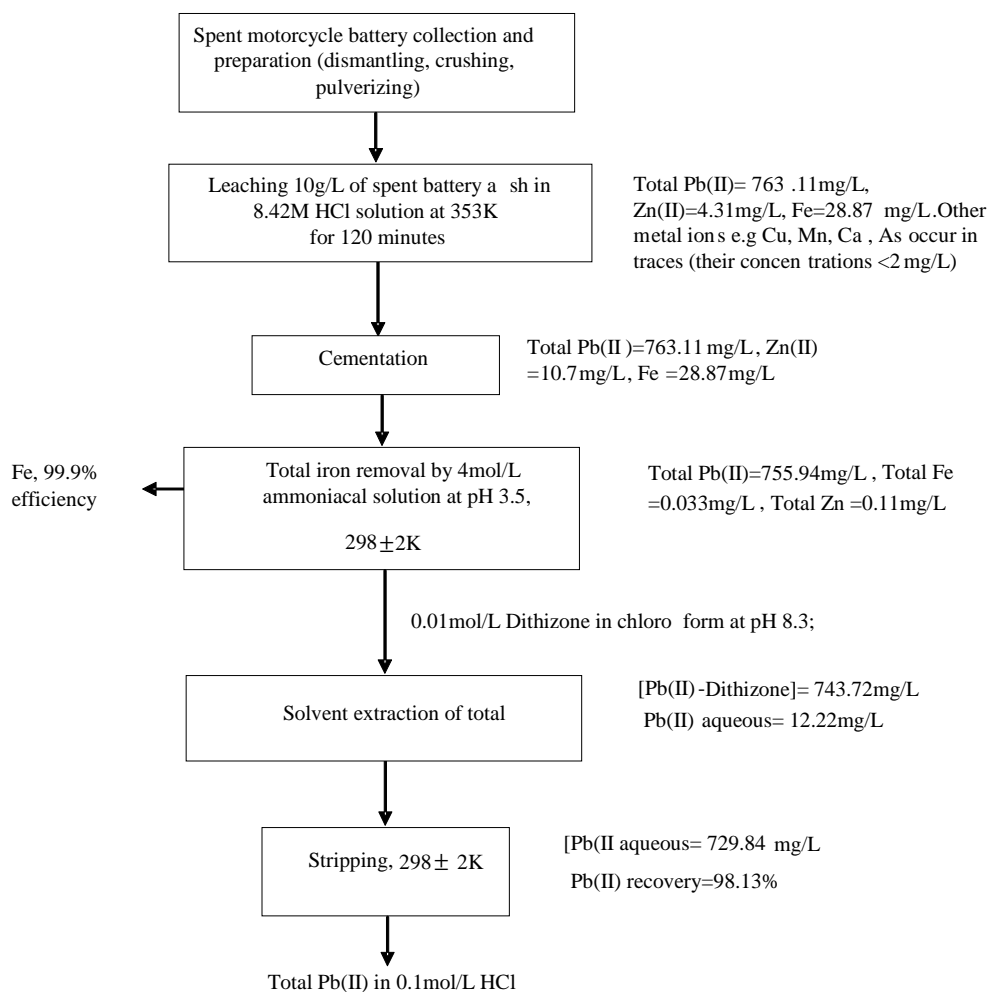 Spent motorcycle battery collection and
preparation (dismantling, crushing,
pulverizing)
Leaching 10g/L of spent battery a sh in
8.42M HCl solution at 353K
for 120 minutes
Total Pb(II)= 763 .11mg/L,
Zn(II)=4.31mg/L, Fe=28.87 mg/L.Other
metal ions e.g Cu, Mn, Ca , As occur in
traces (their concen trations <2 mg/L)
Cementation
Total Pb(II )=763.11 mg/L, Zn(II)
=10.7mg/L, Fe =28.87mg/L
Fe, 99.9%
efficiency
Total iron removal by 4mol/L
ammoniacal solution at pH 3.5,
298±2K
Total Pb(II)=755.94mg/L , Total Fe
=0.033mg/L , Total Zn =0.11mg/L
0.01mol/L Dithizone in chloro form at pH 8.3;
Solvent extraction of total
[Pb(II)-Dithizone]= 743.72mg/L
Pb(II) aqueous= 12.22mg/L
Stripping, 298± 2K
[Pb(II aqueous= 729.84 mg/L
Pb(II) recovery=98.13%
Total Pb(II) in 0.1mol/L HCl